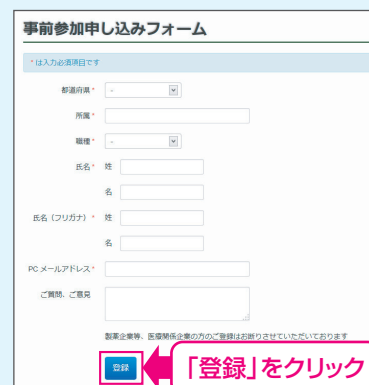 事前参加申し込みフォーム
* は入力必須項目です
都道府県 * -
所属 *
職種 * -
氏名 * 姓
名
氏名（フリガナ） * 姓
名
PC メールアドレス *
ご質問、ご意見
製薬企業等、医療関係企業の方のご登録はお断りさせていただいております
登録
「登録」をクリック